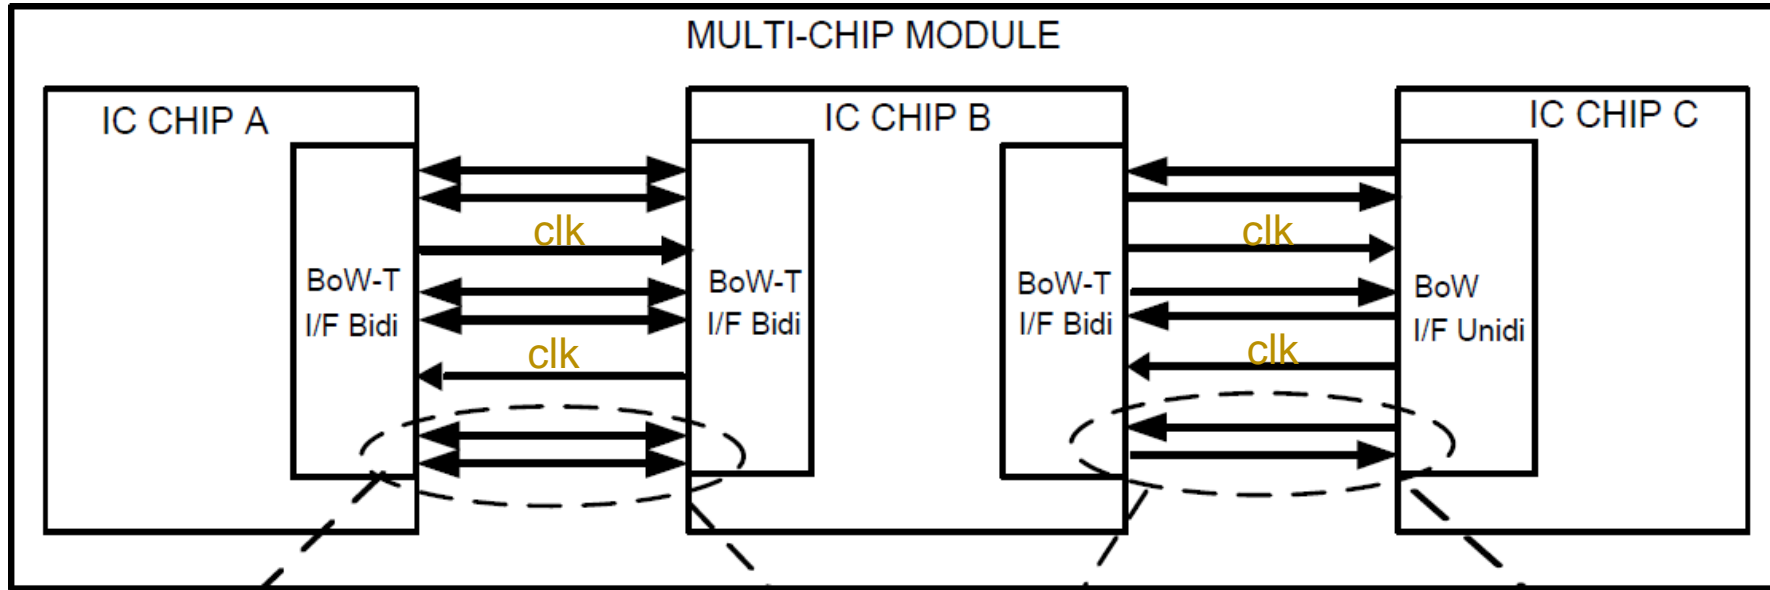 MULTI-CHIP MODULE
IC CHIP A
IC CHIP B
IC CHIP C
clk
clk
BoW-T
I/F Bidi
BoW-T
I/F Bidi
BoW-T
I/F Bidi
BoW
I/F Unidi
clk
clk